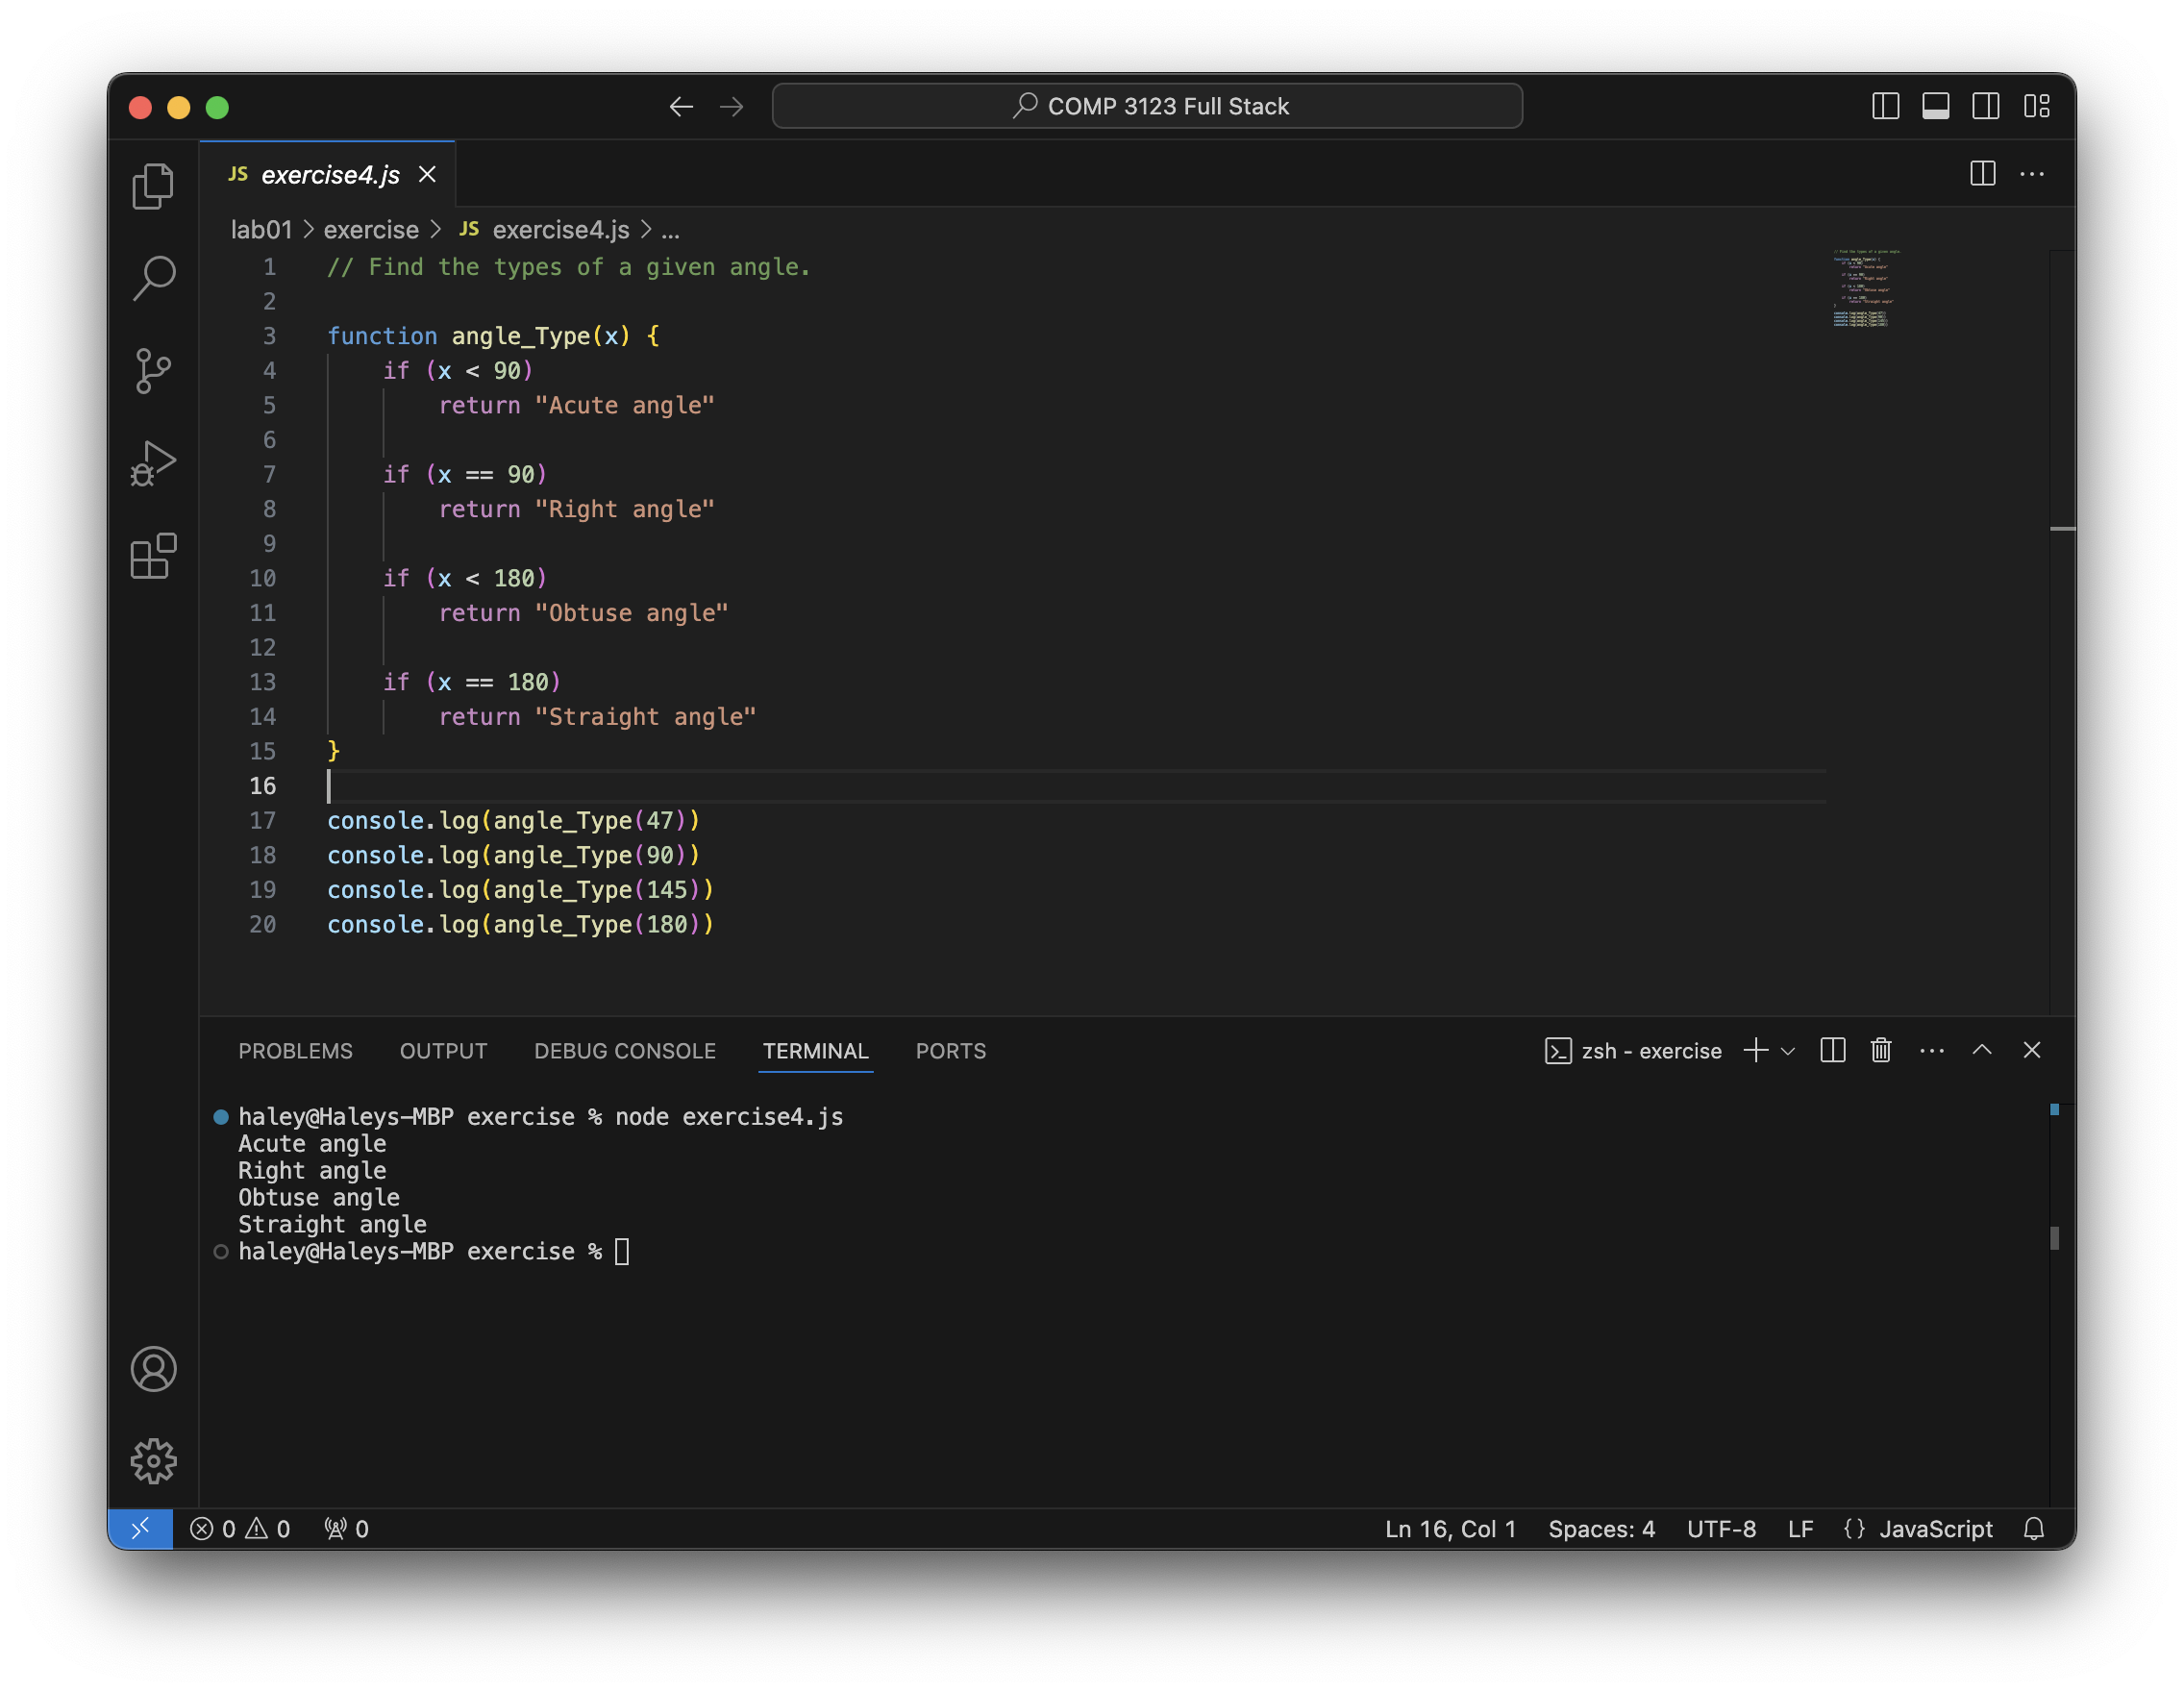 COMP 3123 Full Stack
JS exercise4.js
lab01 > exercise > JS exercise4.js > ...
1 // Find the types of a given angle.
2
3 function angle_Type(x) {
4 if (x < 90)
5 return "Acute angle"
6
7 if (x == 90)
8 return "Right angle"
9
10 if (x < 180)
11 return "Obtuse angle"
12
13 if (x == 180)
14 return "Straight angle"
15 }
16
17 console.log(angle_Type(47))
18 console.log(angle_Type(90))
19 console.log(angle_Type(145))
20 console.log(angle_Type(180))
PROBLEMS OUTPUT DEBUG CONSOLE TERMINAL PORTS zsh - exercise
haley@Haleys-MBP exercise % node exercise4.js
Acute angle
Right angle
Obtuse angle
Straight angle
haley@Haleys-MBP exercise %
0 0 0 Ln 16, Col 1 Spaces: 4 UTF-8 LF {} JavaScript